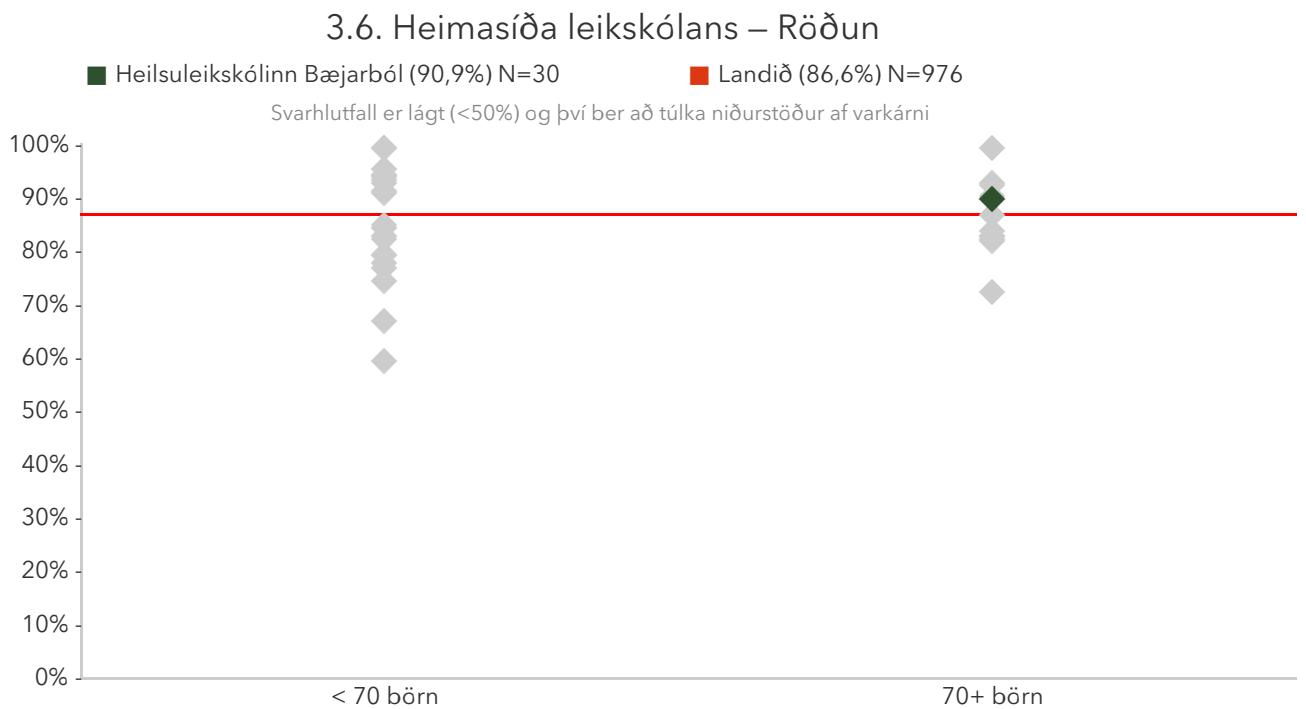 3.6. Heimasíða leikskólans – Röðun
Heilsuleikskólinn Bæjarból (90,9%) N=30
Landið (86,6%) N=976
Svarhlutfall er lágt (<50%) og því ber að túlka niðurstöður af varkárni
100%
90%
80%
70%
60%
50%
40%
30%
20%
10%
0%
< 70 börn
70+ börn